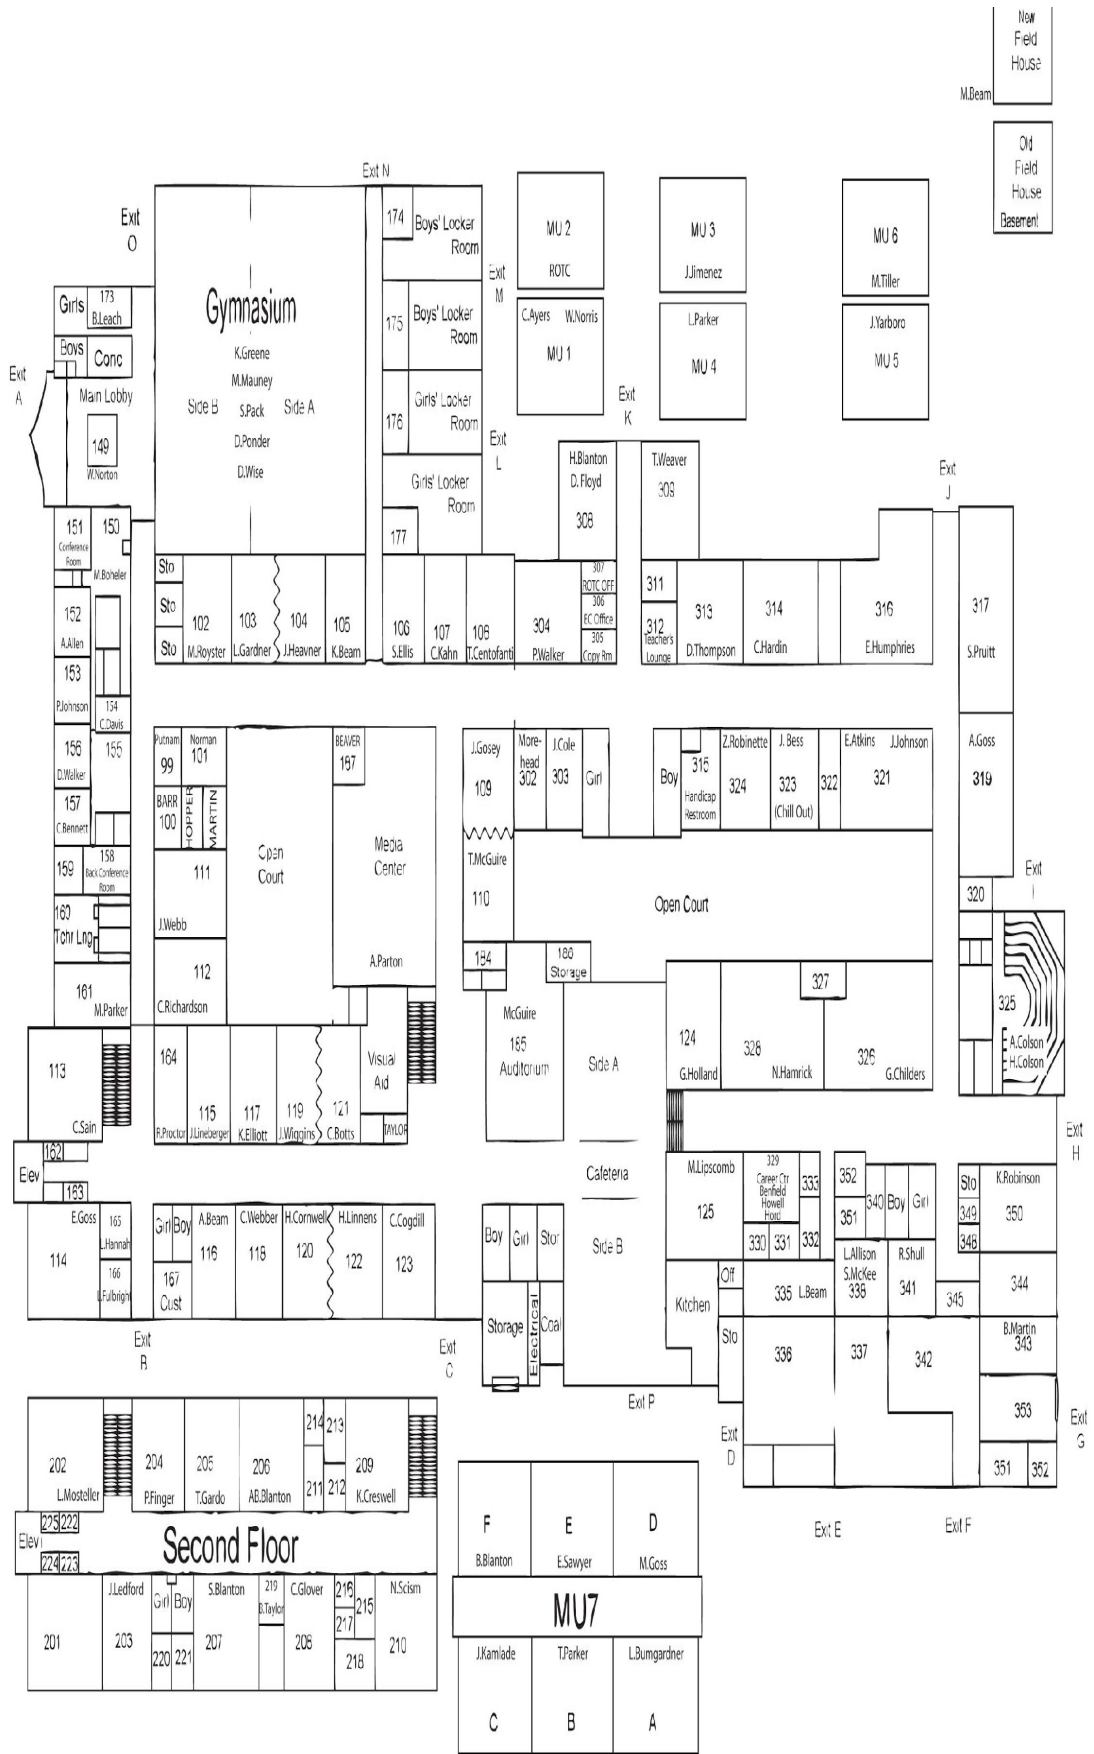 New
Field
House
M.Beam
Old
Field
House
Basement
Exit N
Exit
O
174
Boys' Locker
Room
MU 2
ROTC
MU 3
J.Jimenez
MU 6
M.Tiller
Exit
M
Girls
173
B.Leach
Gymnasium
175
Boys' Locker
Room
C.Ayers W.Norris
MU 1
L.Parker
MU 4
J.Yarboro
MU 5
Boys
Conc
K.Greene
M.Mauney
Side B
S.Pack
Side A
D.Ponder
D.Wise
Exit
A
Main Lobby
149
W.Norton
176
Girls' Locker
Room
Exit
K
Exit
L
Girls' Locker
Room
177
H.Blanton
D. Floyd
308
T.Weaver
309
Exit
J
151
Conference
Room
150
M.Boheler
152
A.Allen
153
P.Johnson
154
C.Davis
155
156
D.Walker
157
C.Bennett
158
Back Conference
Room
159
160
Tchr Lng
161
M.Parker
Sto
Sto
Sto
102
M.Royster
103
L.Gardner
104
J.Heavner
105
K.Beam
106
S.Ellis
107
C.Kahn
108
T.Centofanti
304
P.Walker
307
ROTC OFF
306
EC Office
305
Copy Rm
311
312
Teacher's
Lounge
313
D.Thompson
314
C.Hardin
316
E.Humphries
317
S.Pruitt
Putnam
99
Norman
101
BARR
100
HOPPER
MARTIN
111
J.Webb
112
C.Richardson
Open
Court
BEAVER
187
Media
Center
A.Parton
J.Gosey
109
T.McGuire
110
More-
head
302
J.Cole
303
Girl
Boy
315
Handicap
Restroom
Z.Robinette
324
J. Bess
323
(Chill Out)
322
E.Atkins J.Johnson
321
A.Goss
319
Open Court
320
Exit
I
184
186
Storage
McGuire
185
Auditorium
Side A
124
G.Holland
328
N.Hamrick
327
326
G.Childers
325
A.Colson
H.Colson
113
C.Sain
164
R.Proctor
115
J.Lineberger
117
K.Elliott
119
J.Wiggins
121
C.Botts
Visual
Aid
TAYLOR
Exit
H
162
Elev
163
Cafeteria
M.Lipscomb
125
329
Career Ctr
Benfield
Howell
Hord
330
331
333
332
352
351
340
Boy
Girl
Sto
349
348
K.Robinson
350
E.Goss
114
165
L.Hannah
166
L.Fulbright
Girl
Boy
167
Cust
A.Beam
116
C.Webber
118
H.Cornwell
120
H.Linnens
122
C.Cogdill
123
Boy
Girl
Stor
Side B
Storage
Electrical
Coal
Kitchen
Off
Sto
335 L.Beam
L.Allison
S.McKee
338
R.Shull
341
345
344
336
337
342
B.Martin
343
353
351
352
Exit
B
Exit
C
Exit P
Exit
D
Exit
G
Exit E
Exit F
202
L.Mosteller
204
P.Finger
205
T.Gardo
206
AB.Blanton
214
213
211
212
209
K.Creswell
225
222
Elev
224
223
Second Floor
201
J.Ledford
203
Girl
Boy
220
221
S.Blanton
207
219
B.Taylor
C.Glover
208
216
217
215
218
N.Scism
210
F
B.Blanton
E
E.Sawyer
D
M.Goss
MU7
J.Kamlade
C
T.Parker
B
L.Bumgardner
A